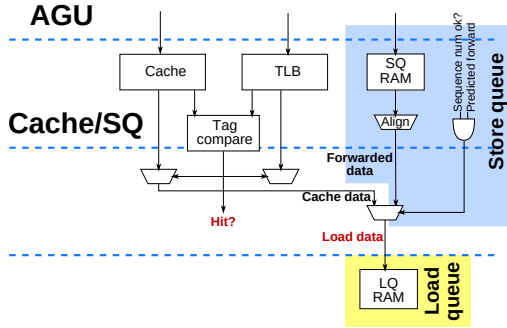 AGU
Cache
TLB
SQ
RAM
Sequence num ok?
Predicted forward
Store queue
Cache/SQ
Tag
compare
Align
Forwarded
data
Cache data
Hit?
Load data
LQ
RAM
Load
queue